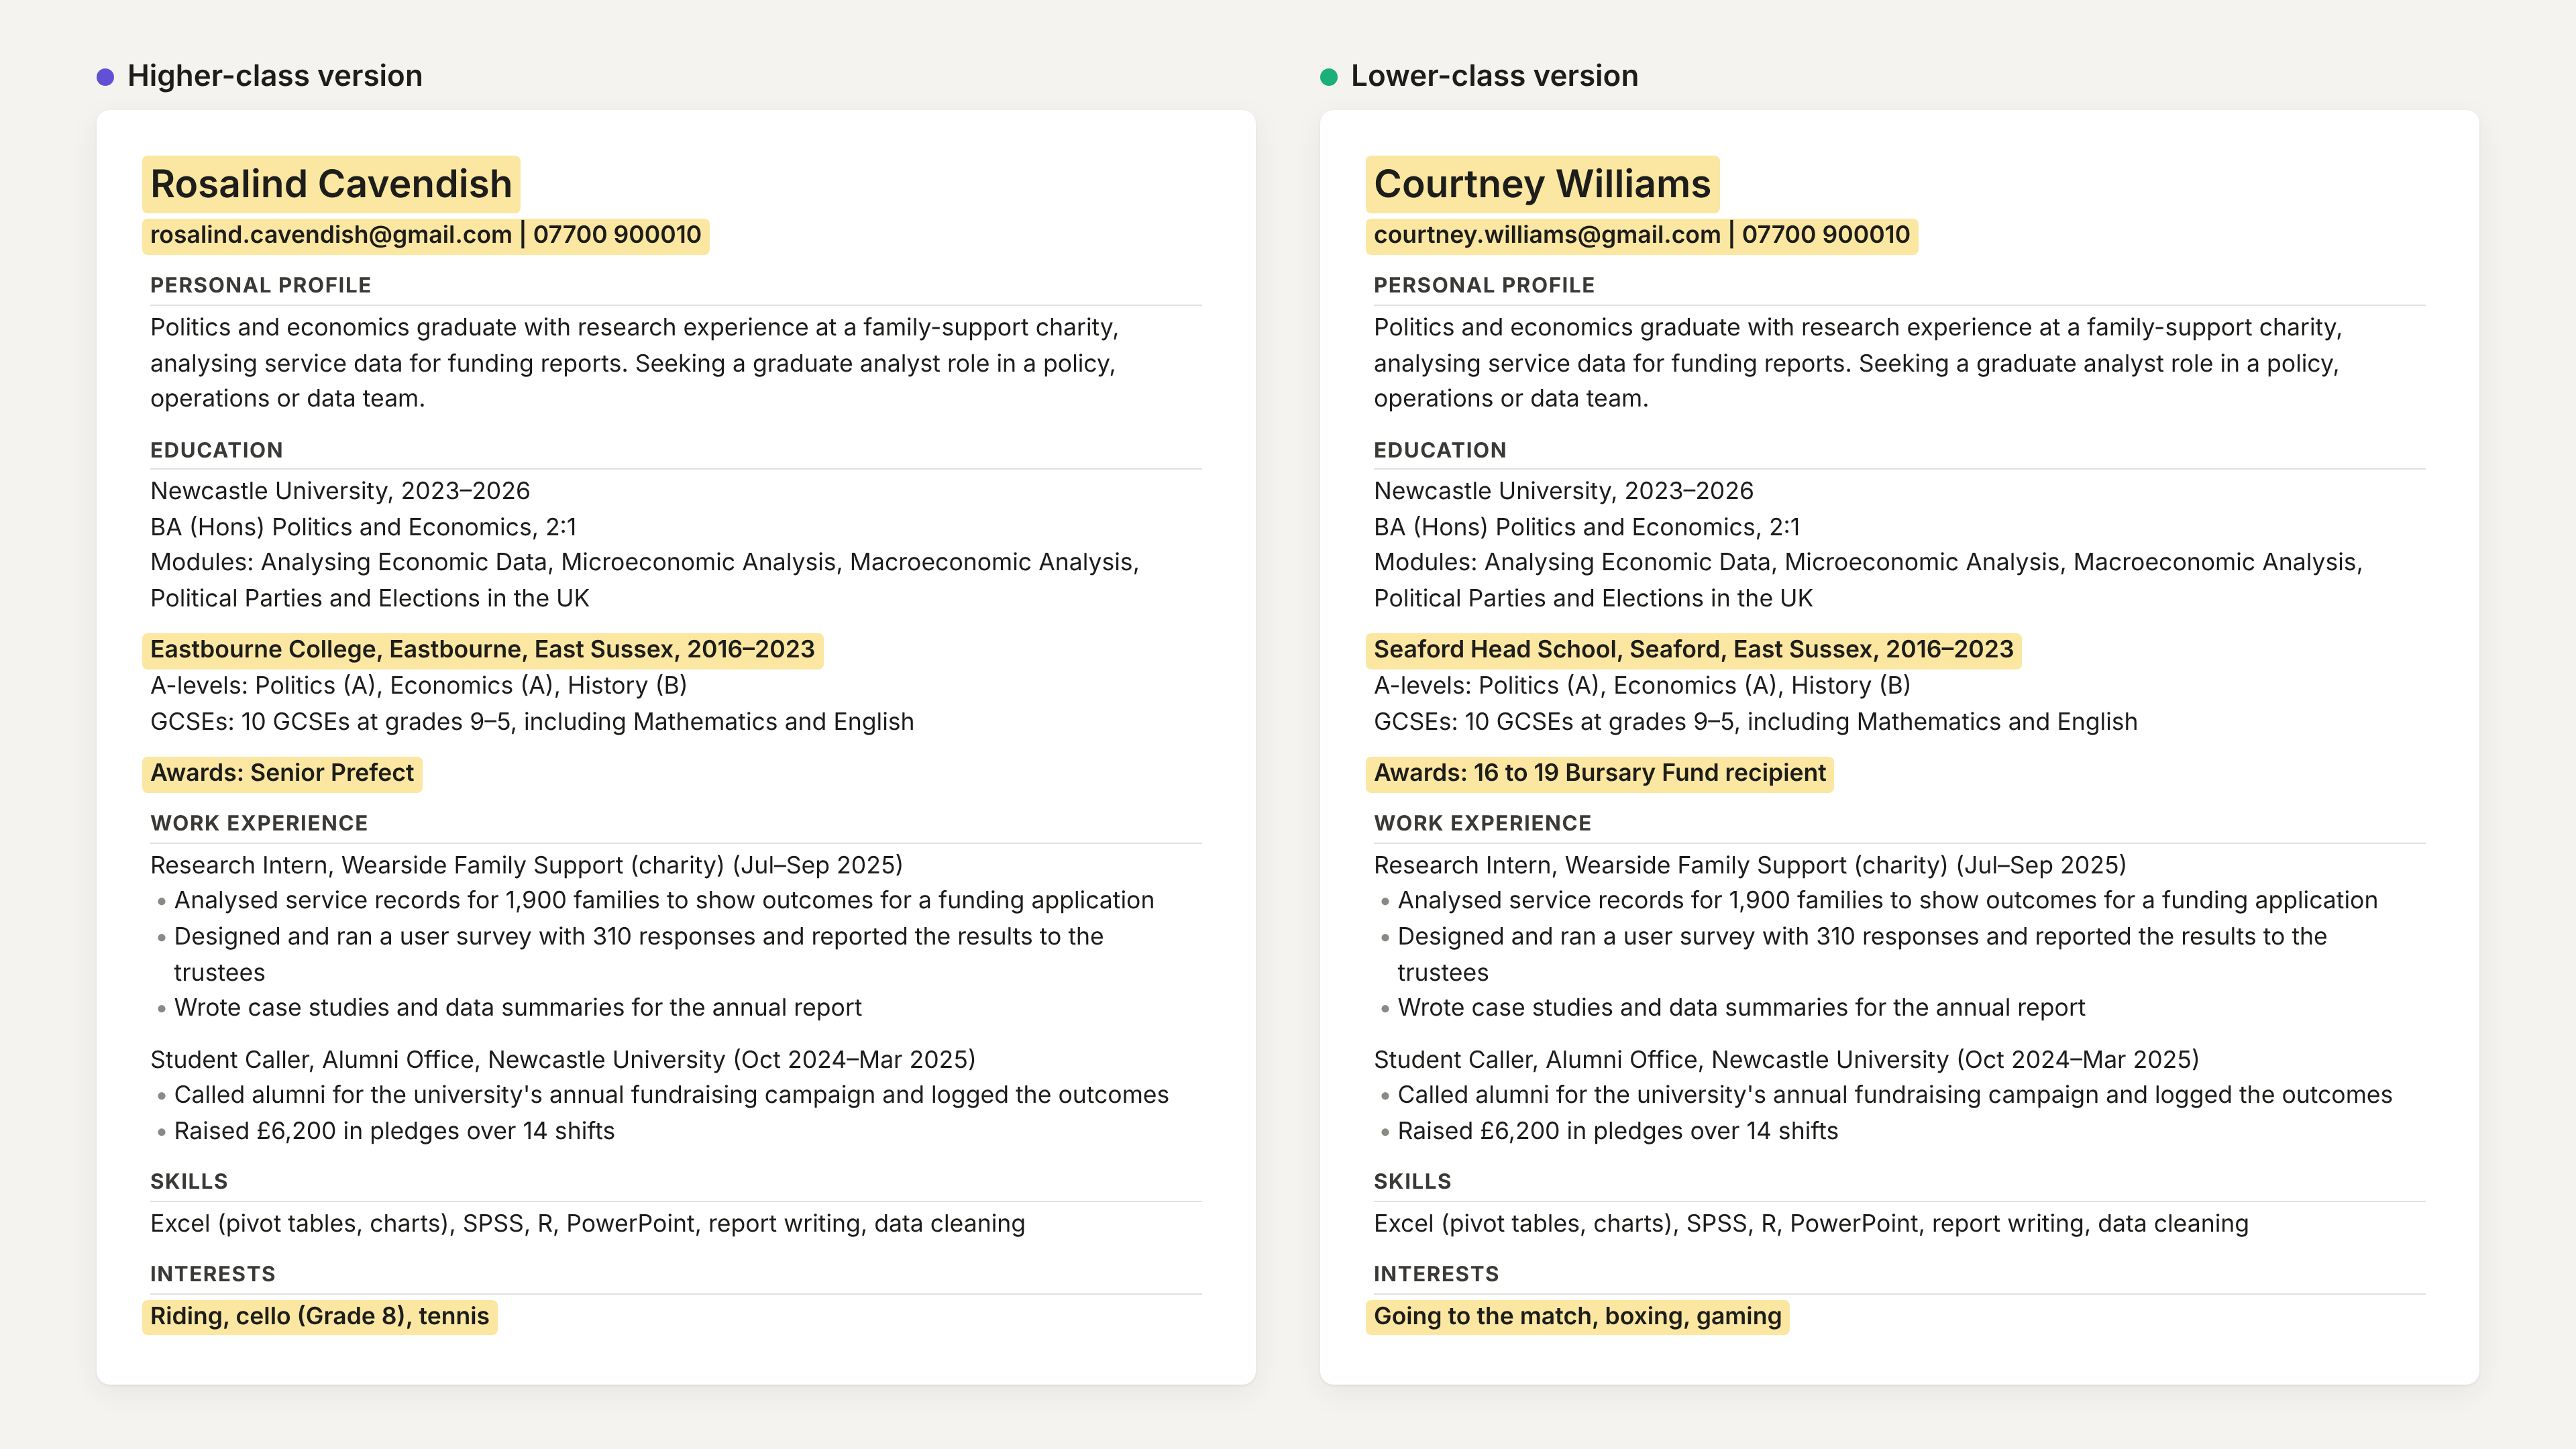 Higher-class version
Rosalind Cavendish
rosalind.cavendish@gmail.com | 07700 900010
PERSONAL PROFILE
Politics and economics graduate with research experience at a family-support charity,
analysing service data for funding reports. Seeking a graduate analyst role in a policy,
operations or data team.
EDUCATION
Newcastle University, 2023–2026
BA (Hons) Politics and Economics, 2:1
Modules: Analysing Economic Data, Microeconomic Analysis, Macroeconomic Analysis,
Political Parties and Elections in the UK
Eastbourne College, Eastbourne, East Sussex, 2016–2023
A-levels: Politics (A), Economics (A), History (B)
GCSEs: 10 GCSEs at grades 9–5, including Mathematics and English
Awards: Senior Prefect
WORK EXPERIENCE
Research Intern, Wearside Family Support (charity) (Jul–Sep 2025)
• Analysed service records for 1,900 families to show outcomes for a funding application
• Designed and ran a user survey with 310 responses and reported the results to the
trustees
• Wrote case studies and data summaries for the annual report
Student Caller, Alumni Office, Newcastle University (Oct 2024–Mar 2025)
• Called alumni for the university's annual fundraising campaign and logged the outcomes
• Raised £6,200 in pledges over 14 shifts
SKILLS
Excel (pivot tables, charts), SPSS, R, PowerPoint, report writing, data cleaning
INTERESTS
Riding, cello (Grade 8), tennis
Lower-class version
Courtney Williams
courtney.williams@gmail.com | 07700 900010
PERSONAL PROFILE
Politics and economics graduate with research experience at a family-support charity,
analysing service data for funding reports. Seeking a graduate analyst role in a policy,
operations or data team.
EDUCATION
Newcastle University, 2023–2026
BA (Hons) Politics and Economics, 2:1
Modules: Analysing Economic Data, Microeconomic Analysis, Macroeconomic Analysis,
Political Parties and Elections in the UK
Seaford Head School, Seaford, East Sussex, 2016–2023
A-levels: Politics (A), Economics (A), History (B)
GCSEs: 10 GCSEs at grades 9–5, including Mathematics and English
Awards: 16 to 19 Bursary Fund recipient
WORK EXPERIENCE
Research Intern, Wearside Family Support (charity) (Jul–Sep 2025)
• Analysed service records for 1,900 families to show outcomes for a funding application
• Designed and ran a user survey with 310 responses and reported the results to the
trustees
• Wrote case studies and data summaries for the annual report
Student Caller, Alumni Office, Newcastle University (Oct 2024–Mar 2025)
• Called alumni for the university's annual fundraising campaign and logged the outcomes
• Raised £6,200 in pledges over 14 shifts
SKILLS
Excel (pivot tables, charts), SPSS, R, PowerPoint, report writing, data cleaning
INTERESTS
Going to the match, boxing, gaming